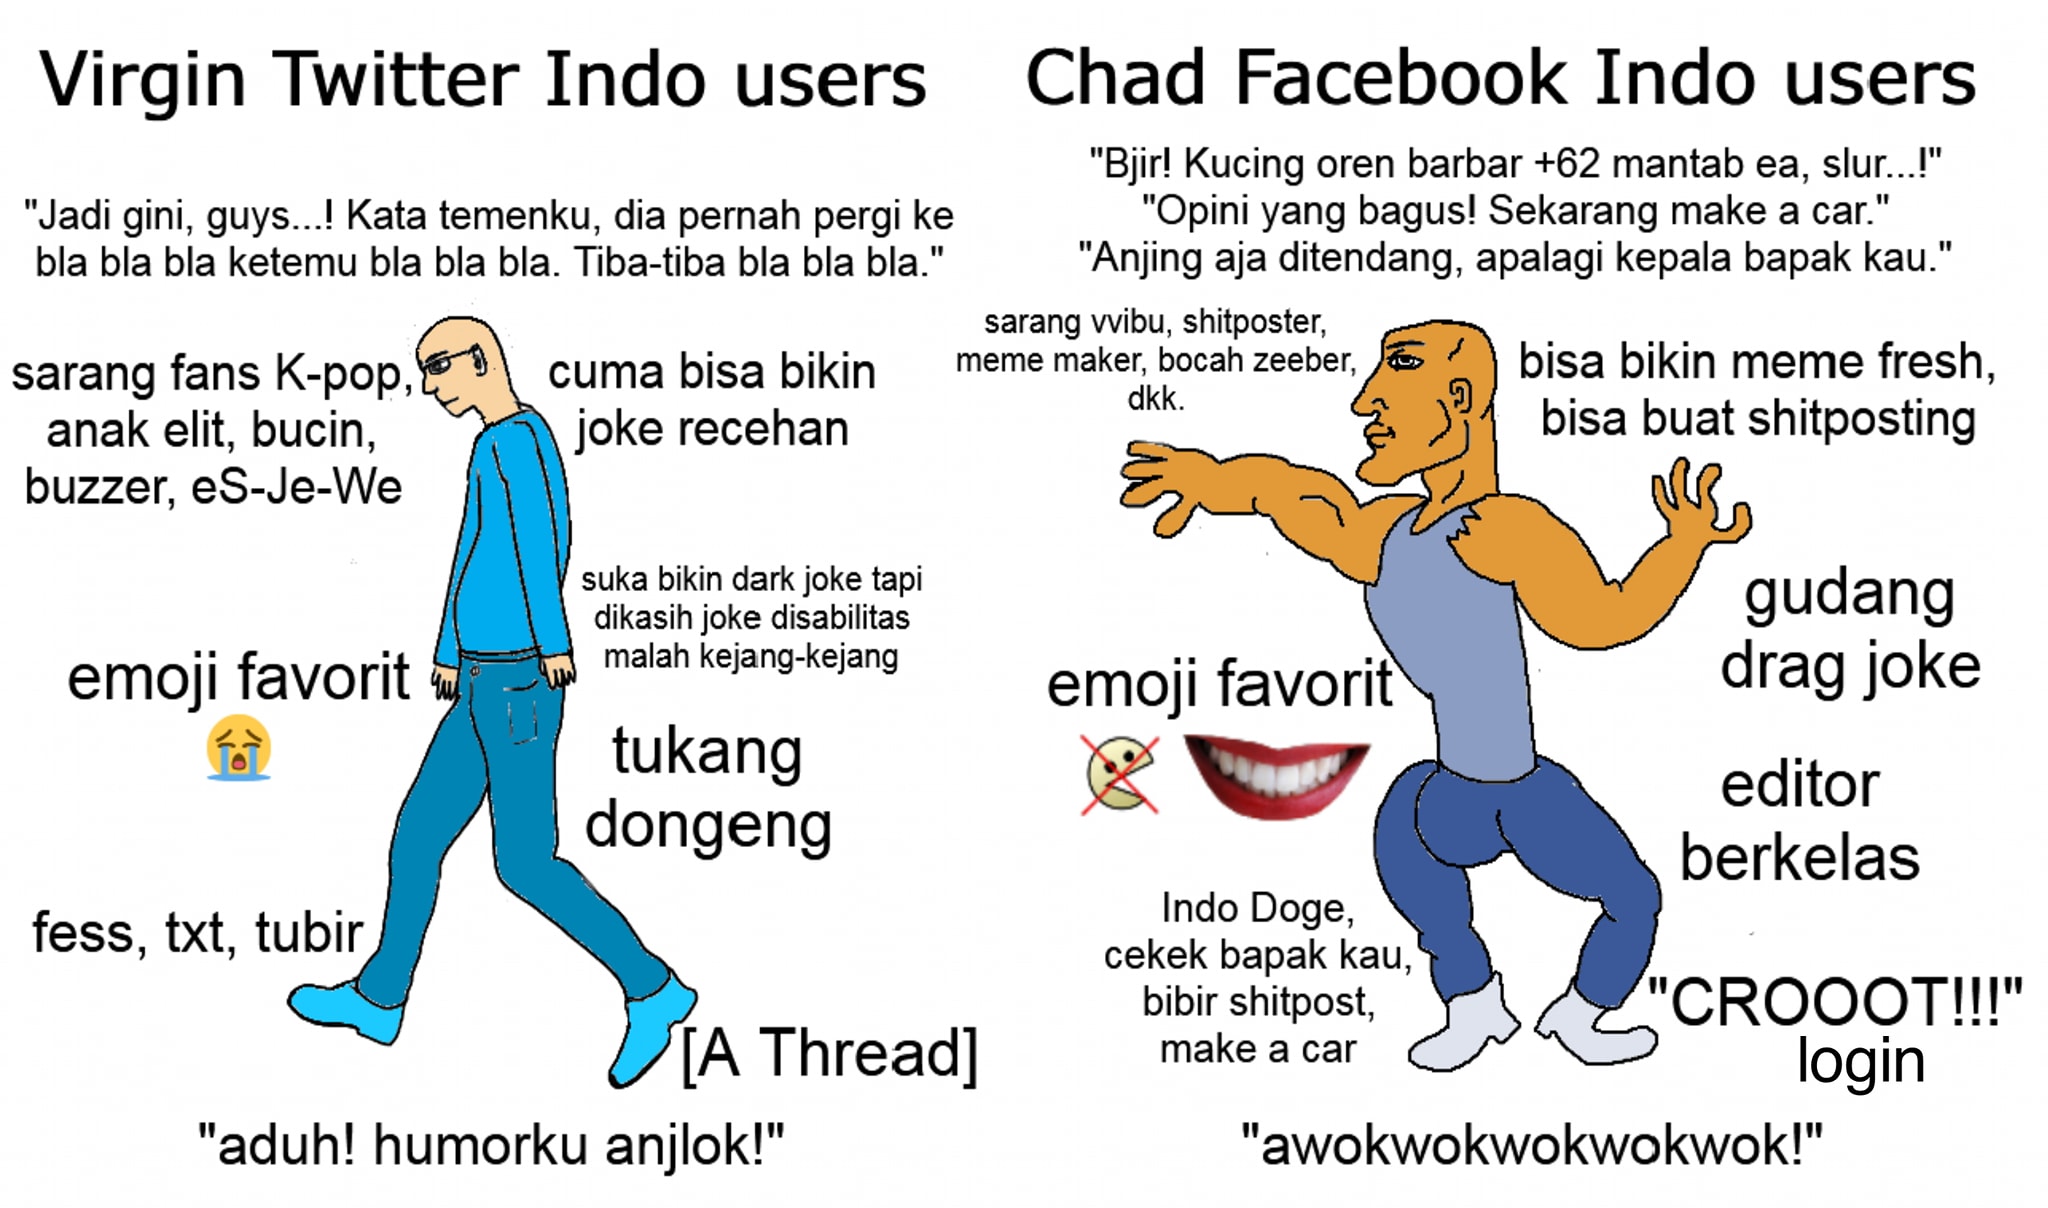 Virgin Twitter Indo users
"Jadi gini, guys...! Kata temenku, dia pernah pergi ke
bla bla bla ketemu bla bla bla. Tiba-tiba bla bla bla."
sarang fans K-pop,
anak elit, bucin,
buzzer, eS-Je-We
cuma bisa bikin
joke recehan
suka bikin dark joke tapi
dikasih joke disabilitas
malah kejang-kejang
emoji favorit
tukang
dongeng
fess, txt, tubir
[A Thread]
"aduh! humorku anjlok!"
Chad Facebook Indo users
"Bjir! Kucing oren barbar +62 mantab ea, slur...!"
"Opini yang bagus! Sekarang make a car."
"Anjing aja ditendang, apalagi kepala bapak kau."
sarang vvibu, shitposter,
meme maker, bocah zeeber,
dkk.
bisa bikin meme fresh,
bisa buat shitposting
gudang
drag joke
emoji favorit
editor
berkelas
Indo Doge,
cekek bapak kau,
bibir shitpost,
make a car
"CROOOT!!!"
login
"awokwokwokwokwok!"